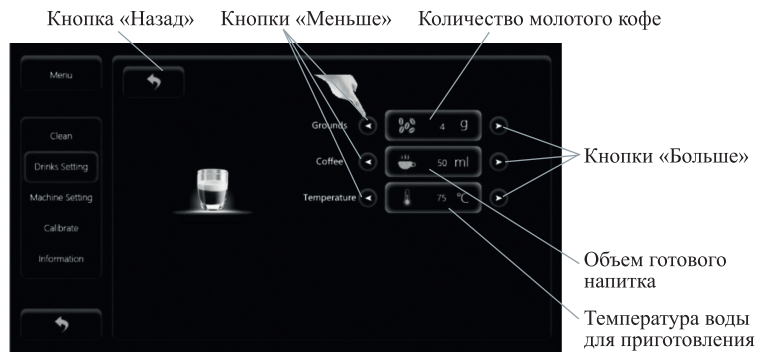 Кнопка «Назад»
Кнопки «Меньше»
Количество молотого кофе
Menu
Clean
Drinks Setting
Machine Setting
Calibrate
Information
Grounds
4 g
Coffee
50 ml
Temperature
75 °C
Кнопки «Больше»
Объем готового
напитка
Температура воды
для приготовления